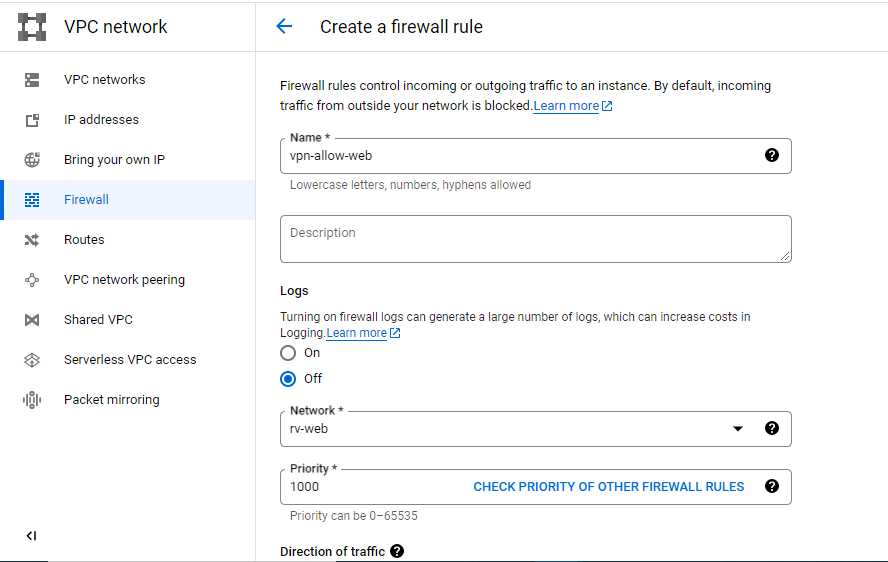 VPC network
VPC networks
IP addresses
Bring your own IP
Firewall
Routes
VPC network peering
Shared VPC
Serverless VPC access
Packet mirroring
Create a firewall rule
Firewall rules control incoming or outgoing traffic to an instance. By default, incoming
traffic from outside your network is blocked.Learn more
Name *
vpn-allow-web
Lowercase letters, numbers, hyphens allowed
Description
Logs
Turning on firewall logs can generate a large number of logs, which can increase costs in
Logging.Learn more
On
Off
Network *
rv-web
Priority *
1000 CHECK PRIORITY OF OTHER FIREWALL RULES
Priority can be 0–65535
Direction of traffic